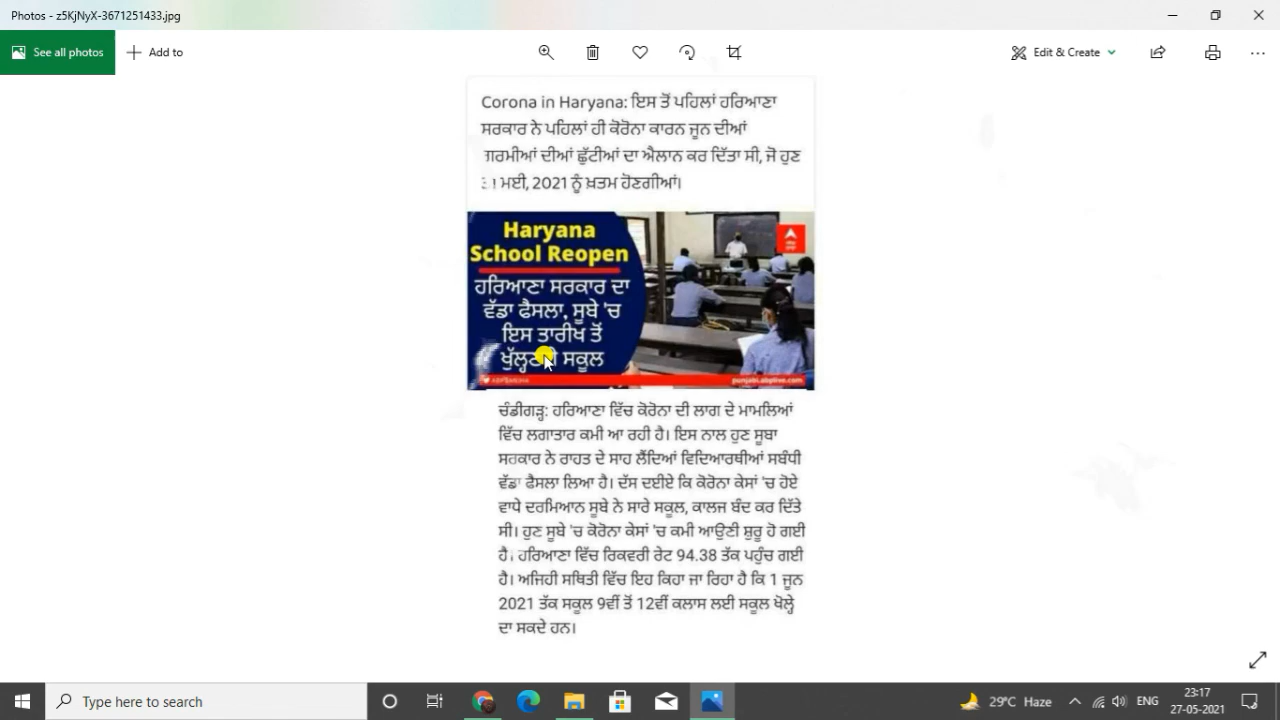 Photos - z5KjNyX-3671251433.jpg
See all photos
Add to
Edit & Create
Corona in Haryana: ਇਸ ਤੋਂ ਪਹਿਲਾਂ ਹਰਿਆਣਾ
ਸਰਕਾਰ ਨੇ ਪਹਿਲਾਂ ਹੀ ਕੋਰੋਨਾ ਕਾਰਨ ਜੂਨ ਦੀਆਂ
ਗਰਮੀਆਂ ਦੀਆਂ ਛੁੱਟੀਆਂ ਦਾ ਐਲਾਨ ਕਰ ਦਿੱਤਾ ਸੀ, ਜੋ ਹੁਣ
ਮਈ, 2021 ਨੂੰ ਖ਼ਤਮ ਹੋਣਗੀਆਂ।
Haryana
School Reopen
ਹਰਿਆਣਾ ਸਰਕਾਰ ਦਾ
ਵੱਡਾ ਫੈਸਲਾ, ਸੂਬੇ 'ਚ
ਇਸ ਤਾਰੀਖ ਤੋਂ
ਸਕੂਲ
punjabi.abplive.com
ਚੰਡੀਗੜ੍ਹ: ਹਰਿਆਣਾ ਵਿੱਚ ਕੋਰੋਨਾ ਦੀ ਲਾਗ ਦੇ ਮਾਮਲਿਆਂ
ਵਿੱਚ ਲਗਾਤਾਰ ਕਮੀ ਆ ਰਹੀ ਹੈ। ਇਸ ਨਾਲ ਹੁਣ ਸੂਬਾ
ਸਰਕਾਰ ਨੇ ਰਾਹਤ ਦੇ ਸਾਹ ਲੈਂਦਿਆਂ ਵਿਦਿਆਰਥੀਆਂ ਸਬੰਧੀ
ਵੱਡਾ ਫੈਸਲਾ ਲਿਆ ਹੈ। ਦੱਸ ਦਈਏ ਕਿ ਕੋਰੋਨਾ ਕੇਸਾਂ 'ਚ ਹੋਏ
ਵਾਧੇ ਦਰਮਿਆਨ ਸੂਬੇ ਨੇ ਸਾਰੇ ਸਕੂਲ, ਕਾਲਜ ਬੰਦ ਕਰ ਦਿੱਤੇ
ਸੀ। ਹੁਣ ਸੂਬੇ 'ਚ ਕੋਰੋਨਾ ਕੇਸਾਂ 'ਚ ਕਮੀ ਆਉਣੀ ਸ਼ੁਰੂ ਹੋ ਗਈ
ਹੈ। ਹਰਿਆਣਾ ਵਿੱਚ ਰਿਕਵਰੀ ਰੇਟ 94.38 ਤੱਕ ਪਹੁੰਚ ਗਈ
ਹੈ। ਅਜਿਹੀ ਸਥਿਤੀ ਵਿੱਚ ਇਹ ਕਿਹਾ ਜਾ ਰਿਹਾ ਹੈ ਕਿ 1 ਜੂਨ
2021 ਤੱਕ ਸਕੂਲ 9ਵੀਂ ਤੋਂ 12ਵੀਂ ਕਲਾਸ ਲਈ ਸਕੂਲ ਖੋਲ੍ਹੇ
ਦਾ ਸਕਦੇ ਹਨ।
Type here to search
29°C Haze
ENG
23:17
27-05-2021